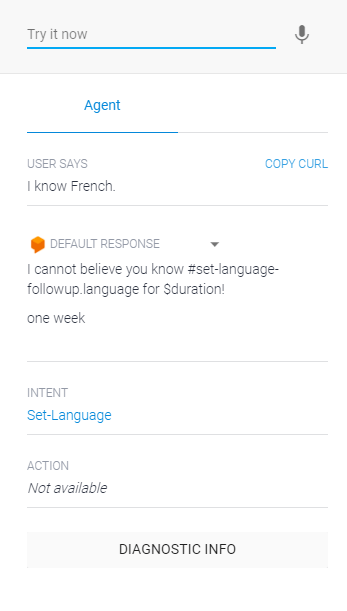 Try it now
Agent
USER SAYS
COPY CURL
I know French.
DEFAULT RESPONSE
I cannot believe you know #set-language-
followup.language for $duration!
one week
INTENT
Set-Language
ACTION
Not available
DIAGNOSTIC INFO